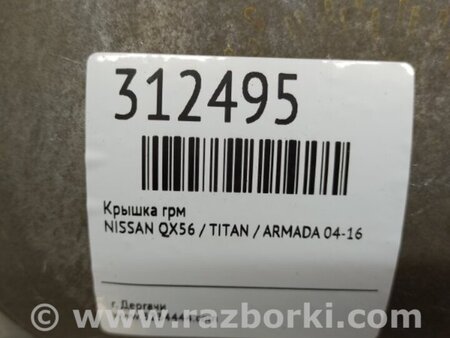 312495
Крышка грм
NISSAN QX56 / TITAN / ARMADA 04-16
г. Дергачи
www.razborki.com